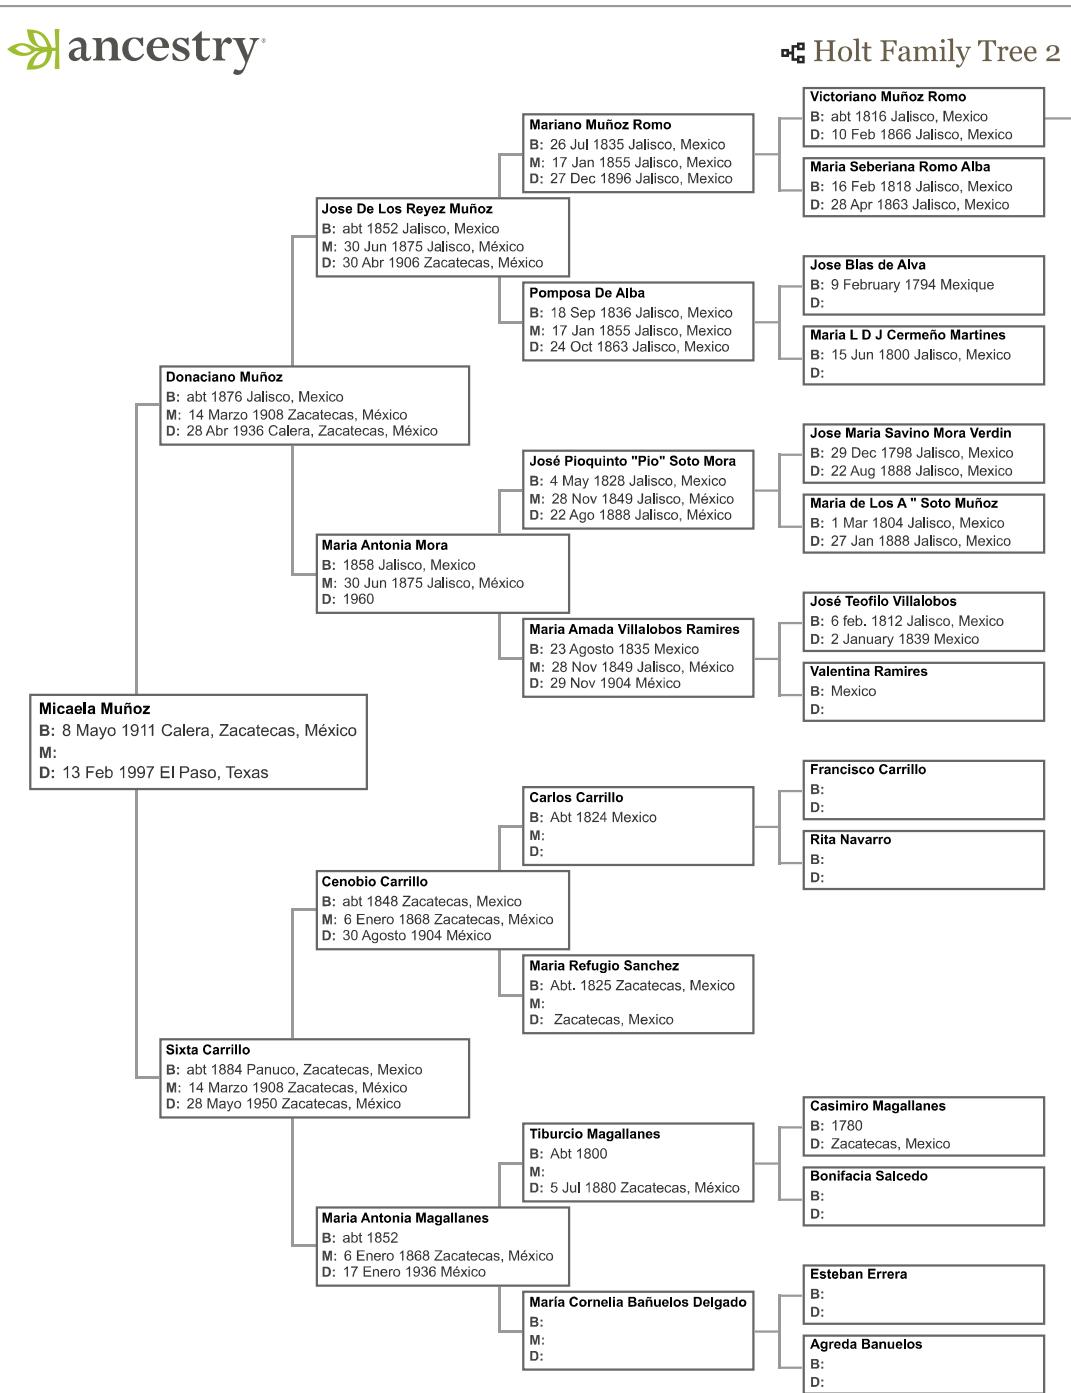 ancestry
Holt Family Tree 2
Victoriano Muñoz Romo
B: abt 1816 Jalisco, Mexico
D: 10 Feb 1866 Jalisco, Mexico
Mariano Muñoz Romo
B: 26 Jul 1835 Jalisco, Mexico
M: 17 Jan 1855 Jalisco, Mexico
D: 27 Dec 1896 Jalisco, Mexico
Maria Seberiana Romo Alba
B: 16 Feb 1818 Jalisco, Mexico
D: 28 Apr 1863 Jalisco, Mexico
Jose De Los Reyez Muñoz
B: abt 1852 Jalisco, Mexico
M: 30 Jun 1875 Jalisco, México
D: 30 Abr 1906 Zacatecas, México
Jose Blas de Alva
B: 9 February 1794 Mexique
D:
Pomposa De Alba
B: 18 Sep 1836 Jalisco, Mexico
M: 17 Jan 1855 Jalisco, Mexico
D: 24 Oct 1863 Jalisco, Mexico
Maria L D J Cermeño Martines
B: 15 Jun 1800 Jalisco, Mexico
D:
Donaciano Muñoz
B: abt 1876 Jalisco, Mexico
M: 14 Marzo 1908 Zacatecas, México
D: 28 Abr 1936 Calera, Zacatecas, México
Jose Maria Savino Mora Verdin
B: 29 Dec 1798 Jalisco, Mexico
D: 22 Aug 1888 Jalisco, Mexico
José Pioquinto "Pio" Soto Mora
B: 4 May 1828 Jalisco, Mexico
M: 28 Nov 1849 Jalisco, México
D: 22 Ago 1888 Jalisco, México
Maria de Los A " Soto Muñoz
B: 1 Mar 1804 Jalisco, Mexico
D: 27 Jan 1888 Jalisco, Mexico
Maria Antonia Mora
B: 1858 Jalisco, Mexico
M: 30 Jun 1875 Jalisco, México
D: 1960
José Teofilo Villalobos
B: 6 feb. 1812 Jalisco, Mexico
D: 2 January 1839 Mexico
Maria Amada Villalobos Ramires
B: 23 Agosto 1835 Mexico
M: 28 Nov 1849 Jalisco, México
D: 29 Nov 1904 México
Valentina Ramires
B: Mexico
D:
Micaela Muñoz
B: 8 Mayo 1911 Calera, Zacatecas, México
M:
D: 13 Feb 1997 El Paso, Texas
Francisco Carrillo
B:
D:
Carlos Carrillo
B: Abt 1824 Mexico
M:
D:
Rita Navarro
B:
D:
Cenobio Carrillo
B: abt 1848 Zacatecas, Mexico
M: 6 Enero 1868 Zacatecas, México
D: 30 Agosto 1904 México
Maria Refugio Sanchez
B: Abt. 1825 Zacatecas, Mexico
M:
D: Zacatecas, Mexico
Sixta Carrillo
B: abt 1884 Panuco, Zacatecas, Mexico
M: 14 Marzo 1908 Zacatecas, México
D: 28 Mayo 1950 Zacatecas, México
Casimiro Magallanes
B: 1780
D: Zacatecas, Mexico
Tiburcio Magallanes
B: Abt 1800
M:
D: 5 Jul 1880 Zacatecas, México
Bonifacia Salcedo
B:
D:
Maria Antonia Magallanes
B: abt 1852
M: 6 Enero 1868 Zacatecas, México
D: 17 Enero 1936 México
Esteban Errera
B:
D:
María Cornelia Bañuelos Delgado
B:
M:
D:
Agreda Banuelos
B:
D: